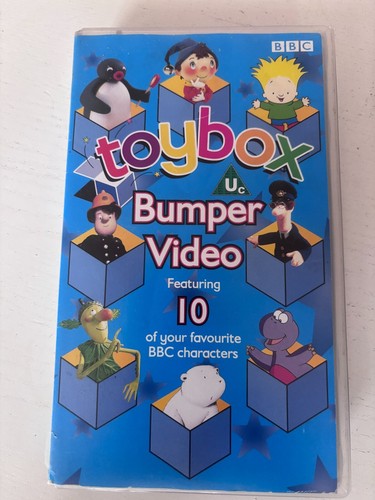 BBC
toybox
Uc
Bumper
Video
Featuring
10
of your favourite
BBC characters